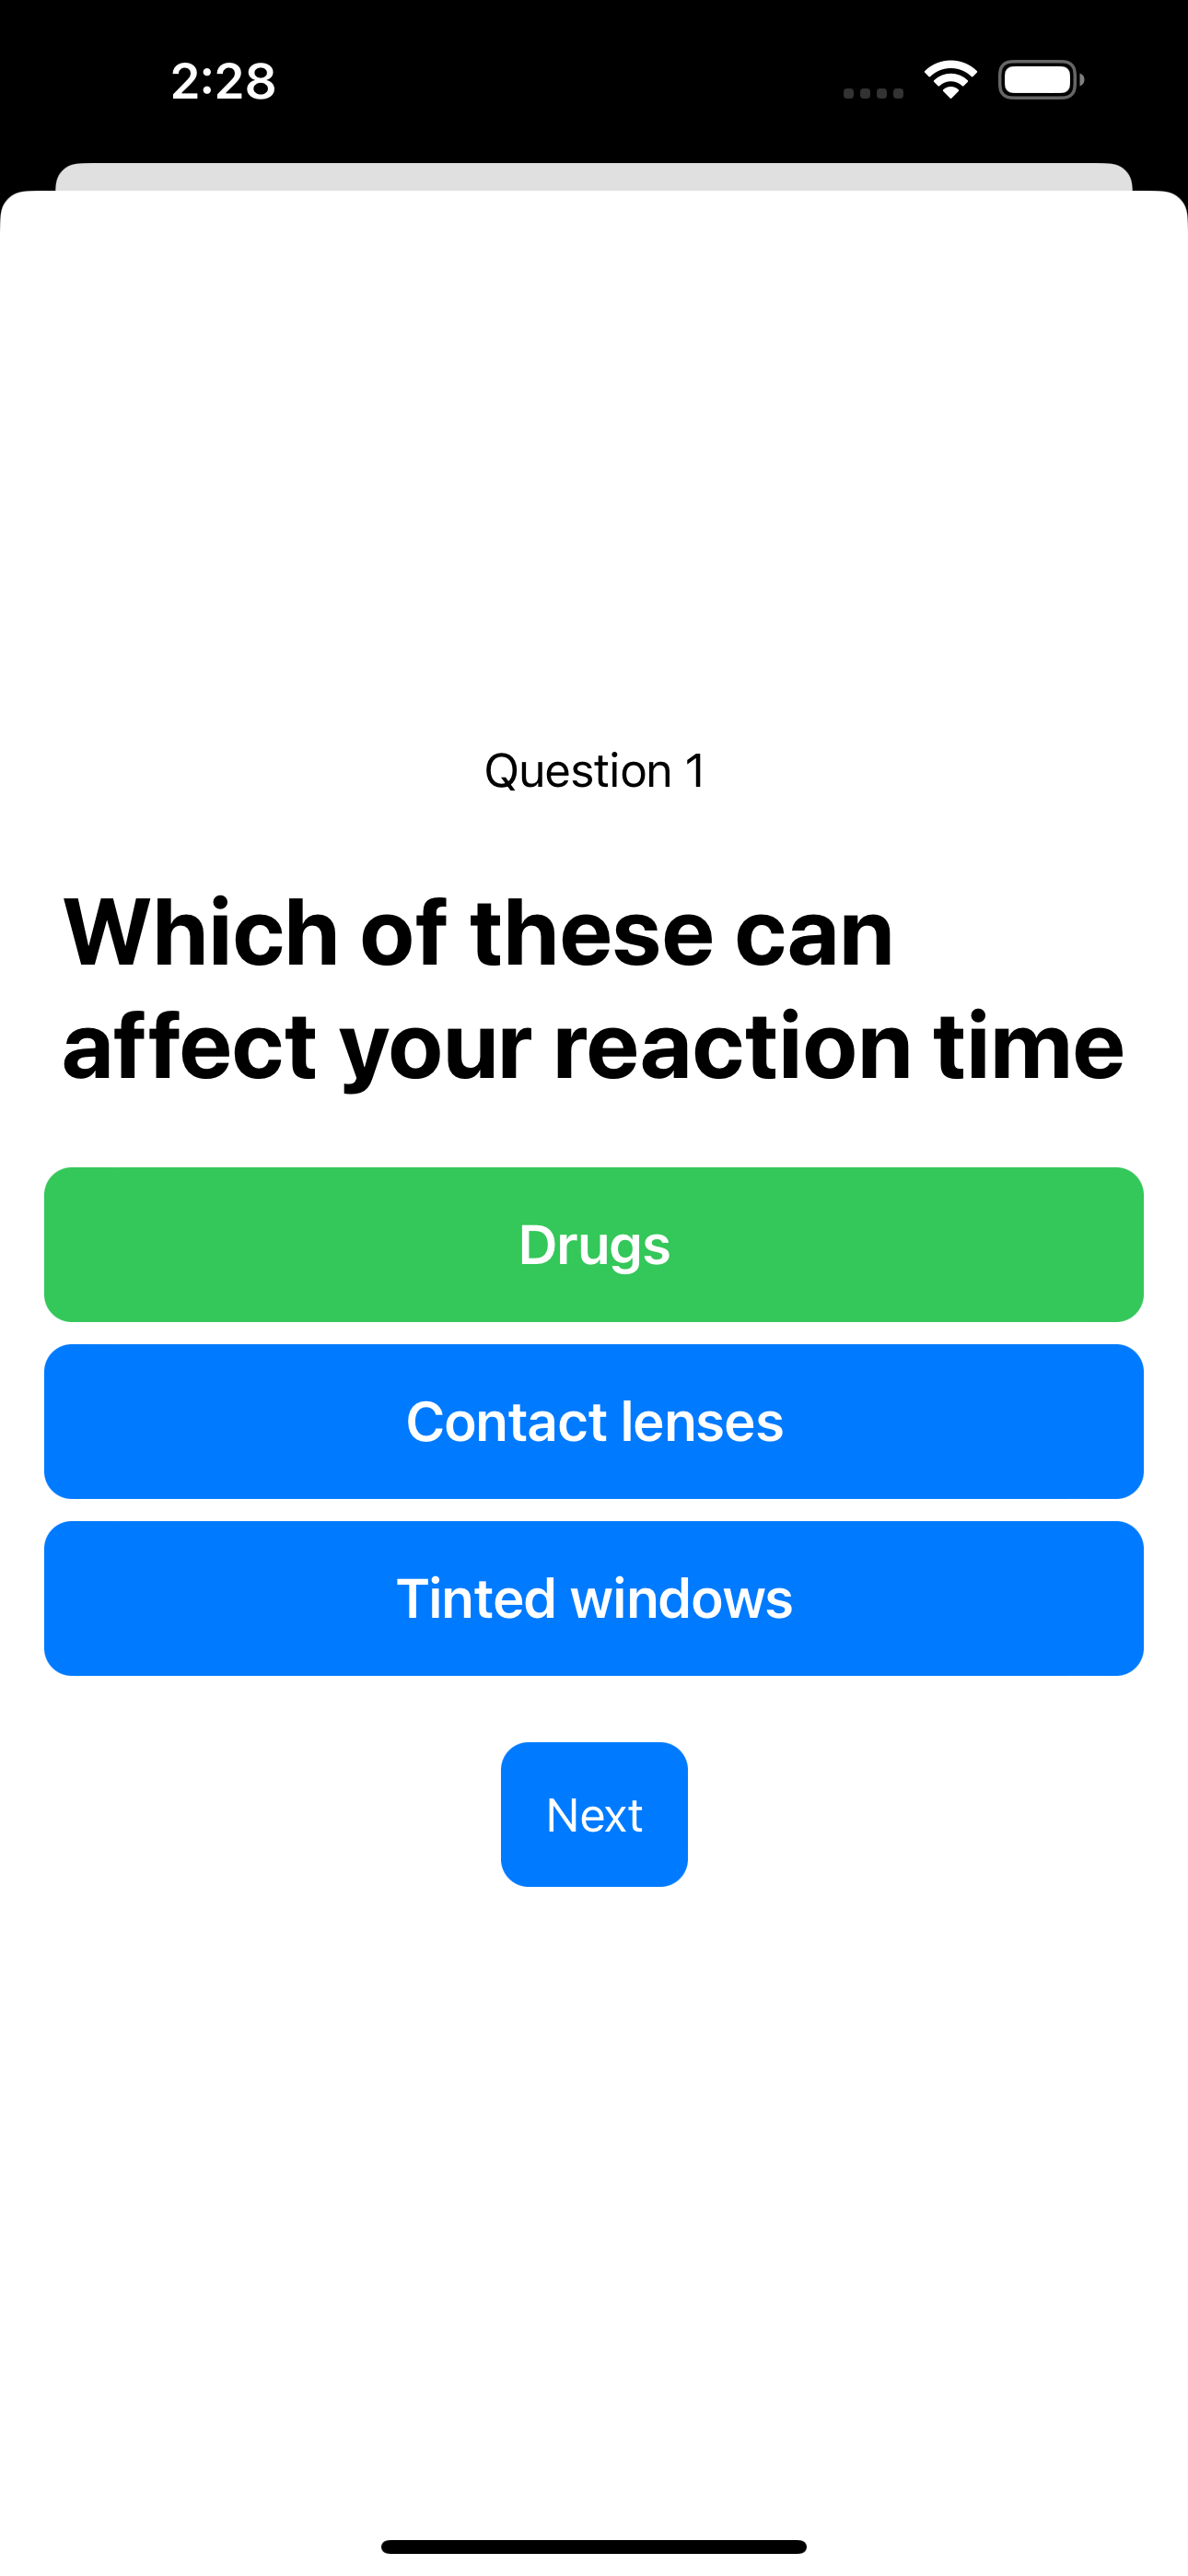 2:28
Question 1
Which of these can
affect your reaction time
Drugs
Contact lenses
Tinted windows
Next